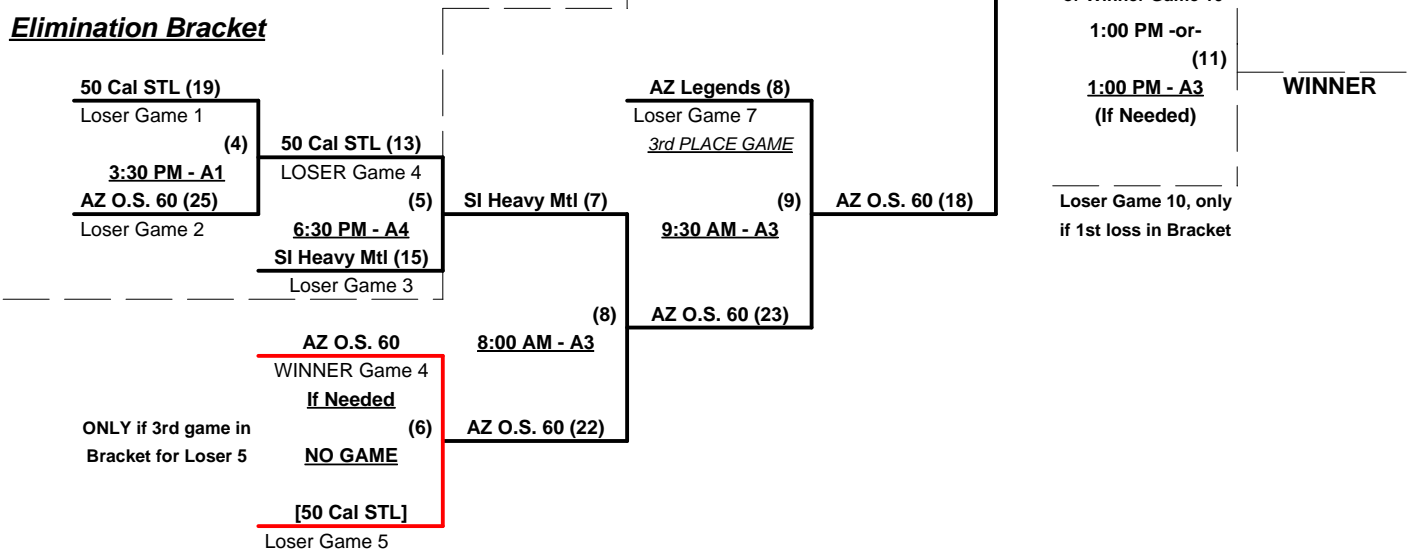 or Winner Game 10
Elimination Bracket
1:00 PM -or-
(11)
50 Cal STL (19)
AZ Legends (8)
1:00 PM - A3
WINNER
Loser Game 1
Loser Game 7
(If Needed)
(4)
50 Cal STL (13)
3rd PLACE GAME
3:30 PM - A1
LOSER Game 4
AZ O.S. 60 (25)
(5)
SI Heavy Mtl (7)
(9)
AZ O.S. 60 (18)
Loser Game 10, only
Loser Game 2
6:30 PM - A4
9:30 AM - A3
if 1st loss in Bracket
SI Heavy Mtl (15)
Loser Game 3
(8)
AZ O.S. 60 (23)
AZ O.S. 60
8:00 AM - A3
WINNER Game 4
If Needed
ONLY if 3rd game in
(6)
AZ O.S. 60 (22)
Bracket for Loser 5
NO GAME
[50 Cal STL]
Loser Game 5